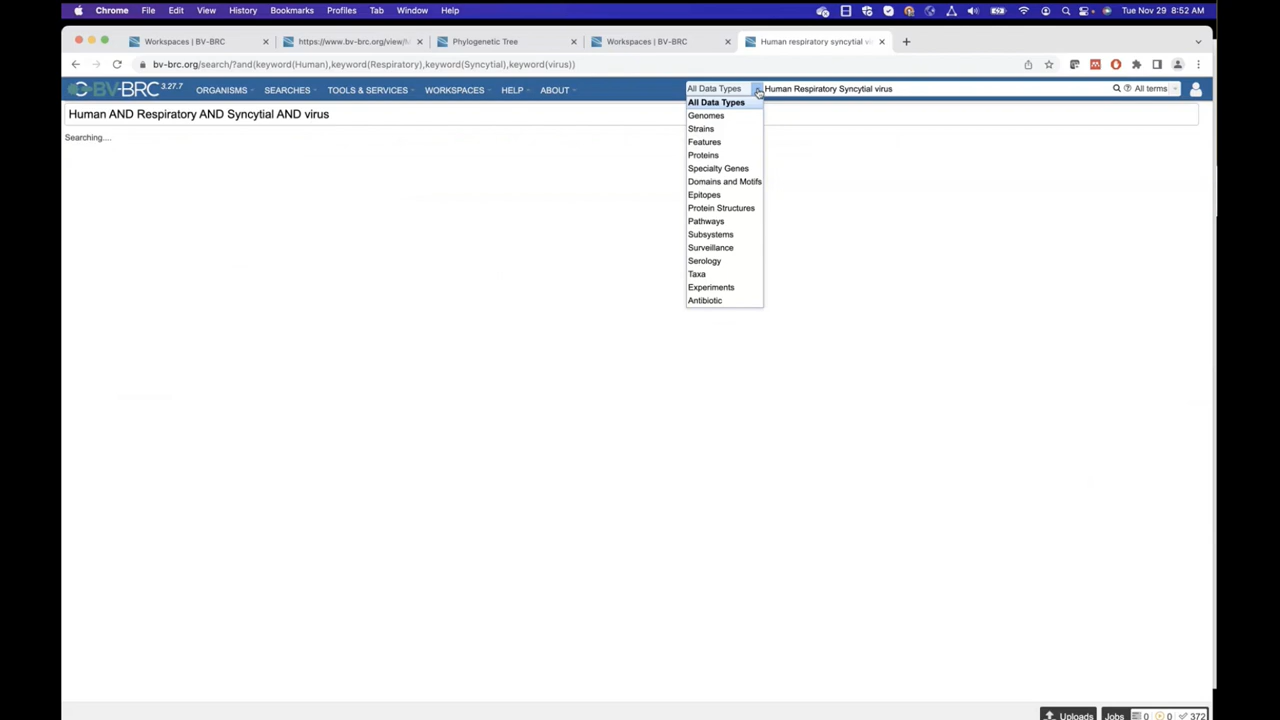 Chrome File Edit View History Bookmarks Profiles Tab Window Help Tue Nov 29 8:52 AM
Workspaces | BV-BRC https://www.bv-brc.org/view/ Phylogenetic Tree Workspaces | BV-BRC Human respiratory syncytial vi
bv-brc.org/search/?and(keyword(Human),keyword(Respiratory),keyword(Syncytial),keyword(virus))
BV-BRC 3.27.7 ORGANISMS SEARCHES TOOLS & SERVICES WORKSPACES HELP ABOUT All Data Types Human Respiratory Syncytial virus All terms
Human AND Respiratory AND Syncytial AND virus
Searching....
All Data Types
Genomes
Strains
Features
Proteins
Specialty Genes
Domains and Motifs
Epitopes
Protein Structures
Pathways
Subsystems
Surveillance
Serology
Taxa
Experiments
Antibiotic
Uploads Jobs 0 0 372